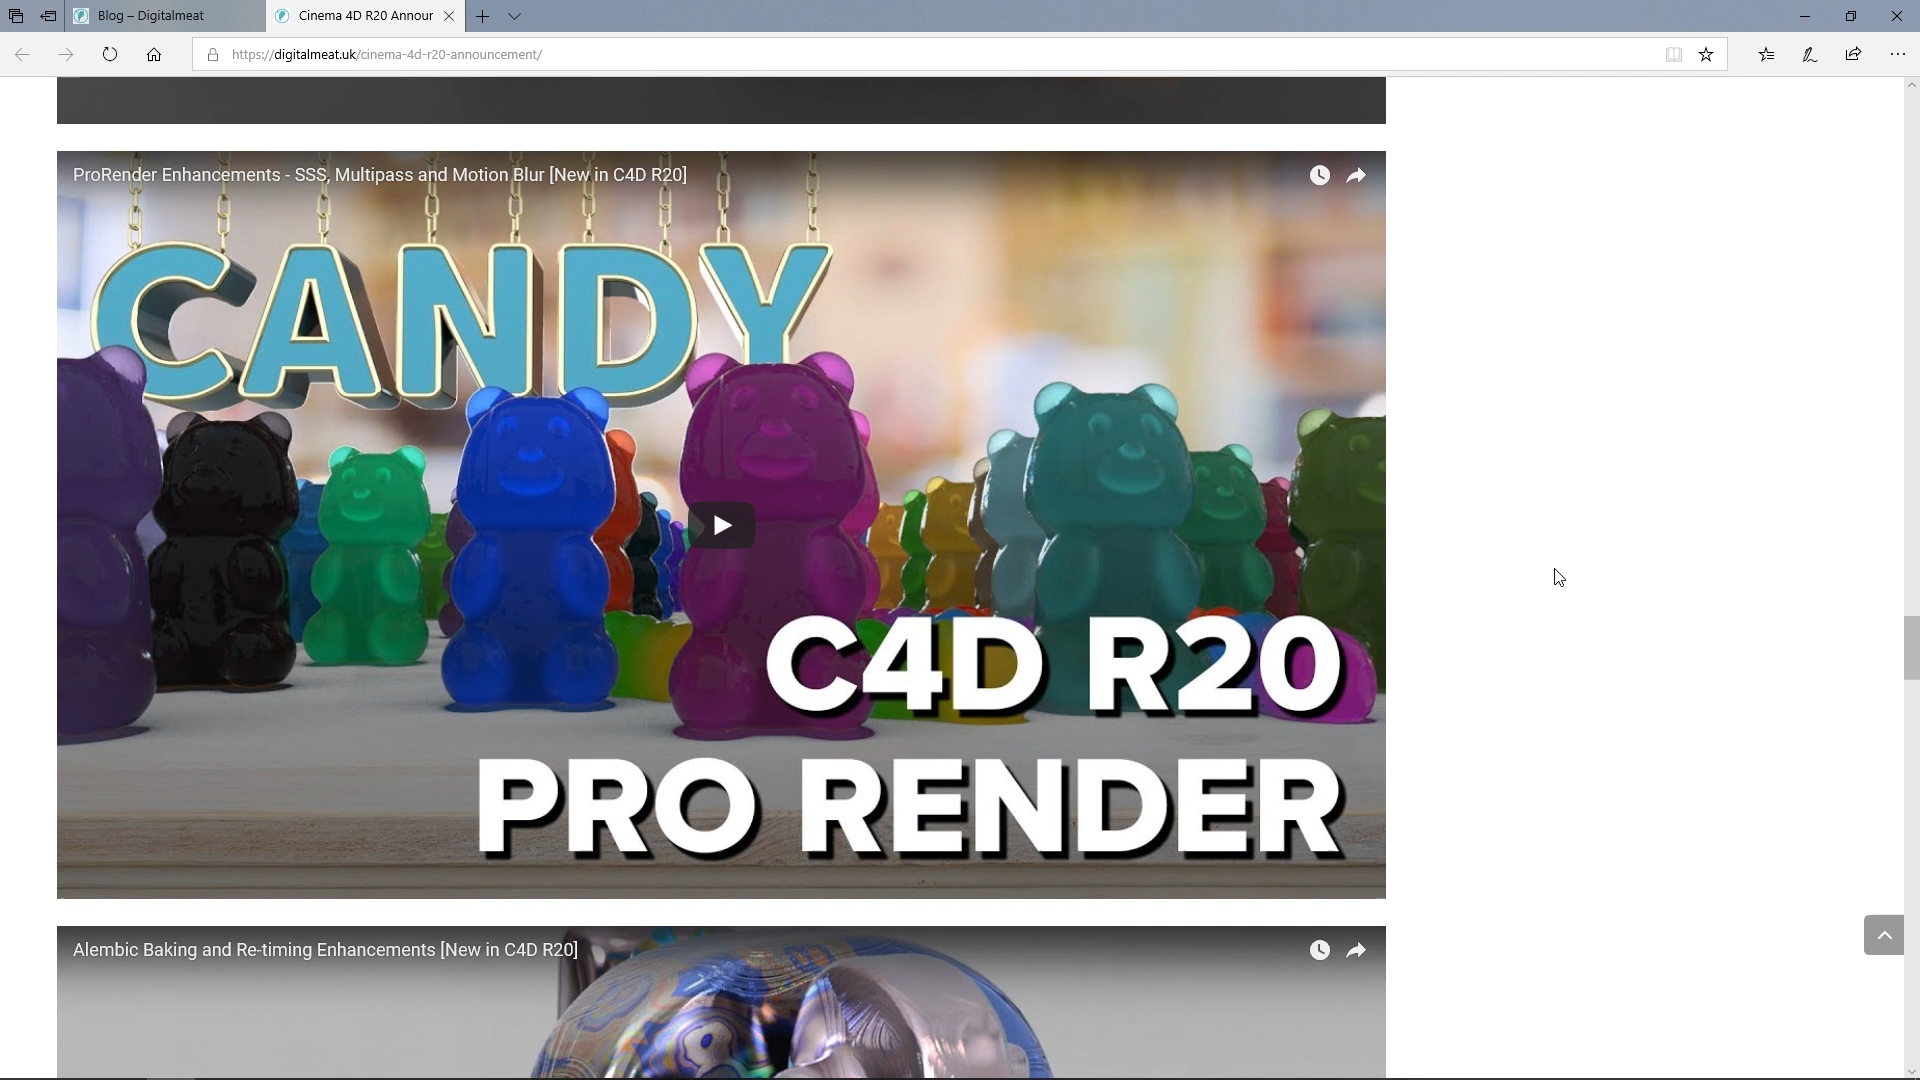 Blog – Digitalmeat
Cinema 4D R20 Annour
https://digitalmeat.uk/cinema-4d-r20-announcement/
ProRender Enhancements - SSS, Multipass and Motion Blur [New in C4D R20]
CANDY
C4D R20
PRO RENDER
Alembic Baking and Re-timing Enhancements [New in C4D R20]